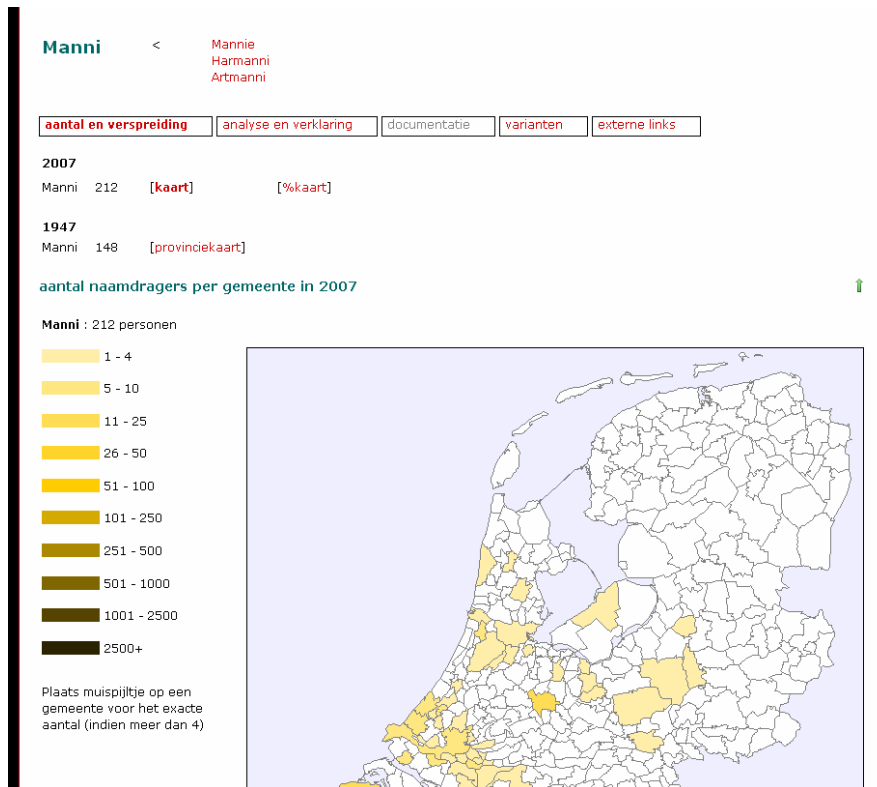 Manni < Mannie
Harmanni
Artmanni
aantal en verspreiding analyse en verklaring documentatie varianten externe links
2007
Manni 212 [kaart] [%kaart]
1947
Manni 148 [provinciekaart]
aantal naamdragers per gemeente in 2007
Manni : 212 personen
1 - 4
5 - 10
11 - 25
26 - 50
51 - 100
101 - 250
251 - 500
501 - 1000
1001 - 2500
2500+
Plaats muispijltje op een
gemeente voor het exacte
aantal (indien meer dan 4)